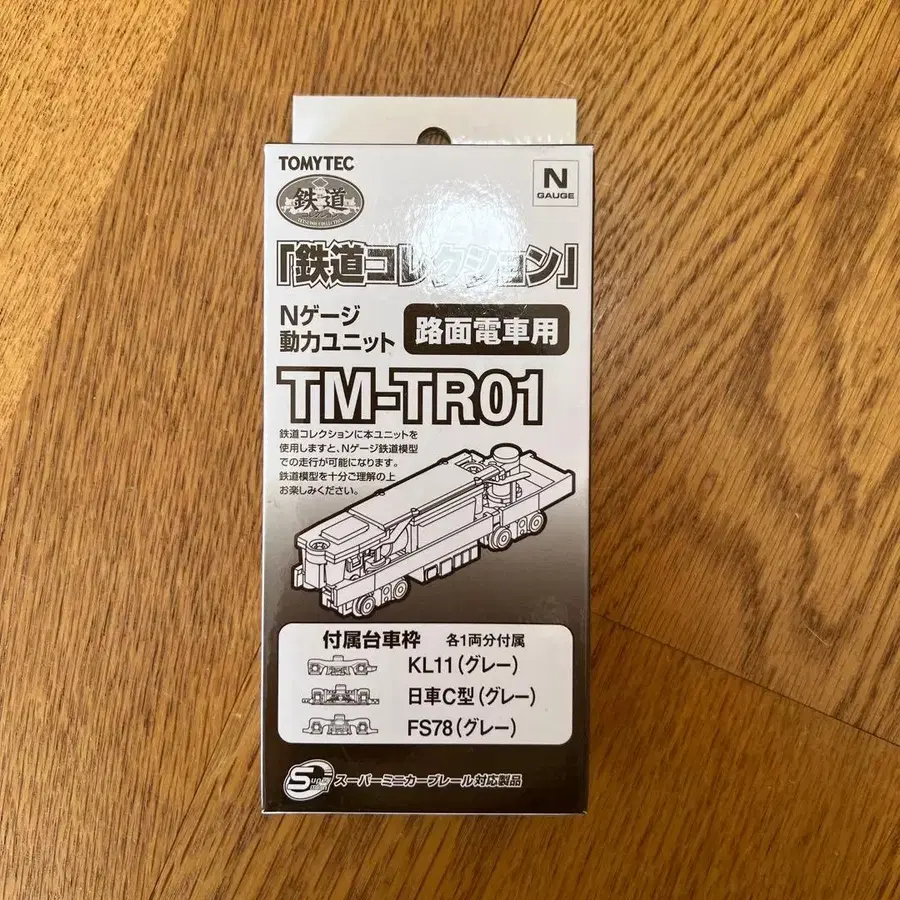 TOMYTEC
鉄道
N
GAUGE
「鉄道コレクション」
Nゲージ
動力ユニット
路面電車用
TM-TR01
鉄道コレクションに本ユニットを
使用しますと、Nゲージ鉄道模型
での走行が可能になります。
鉄道模型を十分ご理解の上
お楽しみください。
付属台車枠 各1両分付属
KL11(グレー)
日車C型(グレー)
FS78(グレー)
スーパーミニカーブレール対応製品